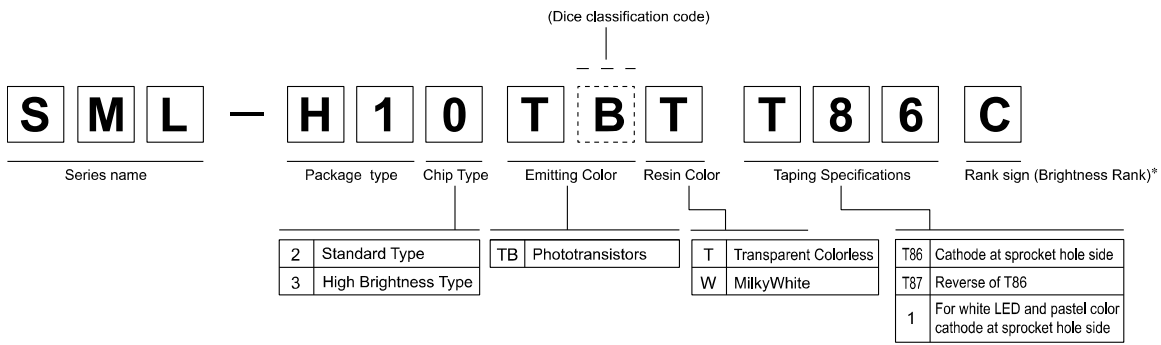 (Dice classification code)
S M L — H 1 0 T B T T 8 6 C
Series name Package type Chip Type Emitting Color Resin Color Taping Specifications Rank sign (Brightness Rank)*
2 Standard Type
3 High Brightness Type
TB Phototransistors
T Transparent Colorless
W MilkyWhite
T86 Cathode at sprocket hole side
T87 Reverse of T86
1 For white LED and pastel color
cathode at sprocket hole side